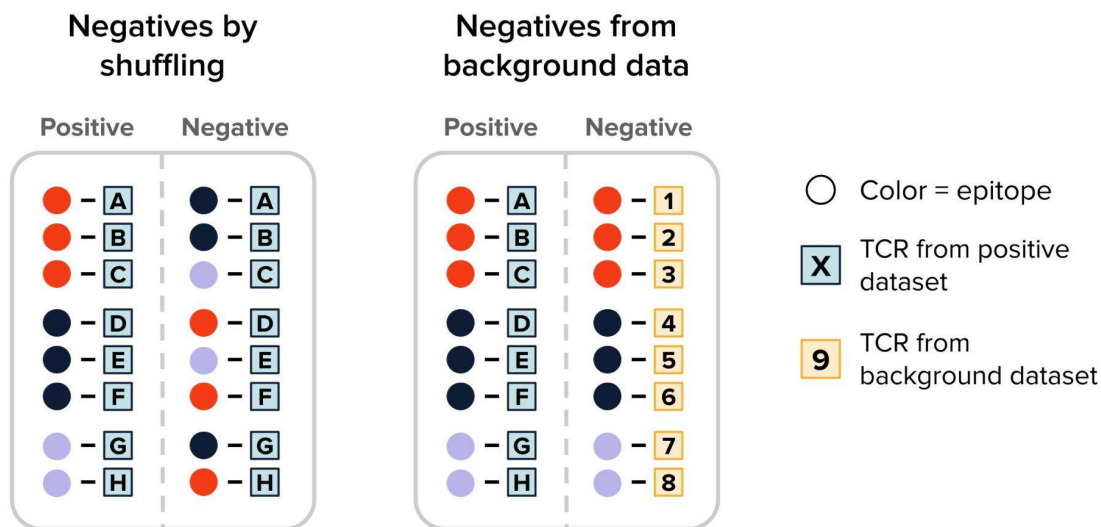 Negatives by
shuffling
Negatives from
background data
Positive Negative
Positive Negative
A A
B B
C C
D D
E E
F F
G G
H H
A 1
B 2
C 3
D 4
E 5
F 6
G 7
H 8
Color = epitope
X TCR from positive
dataset
9 TCR from
background dataset